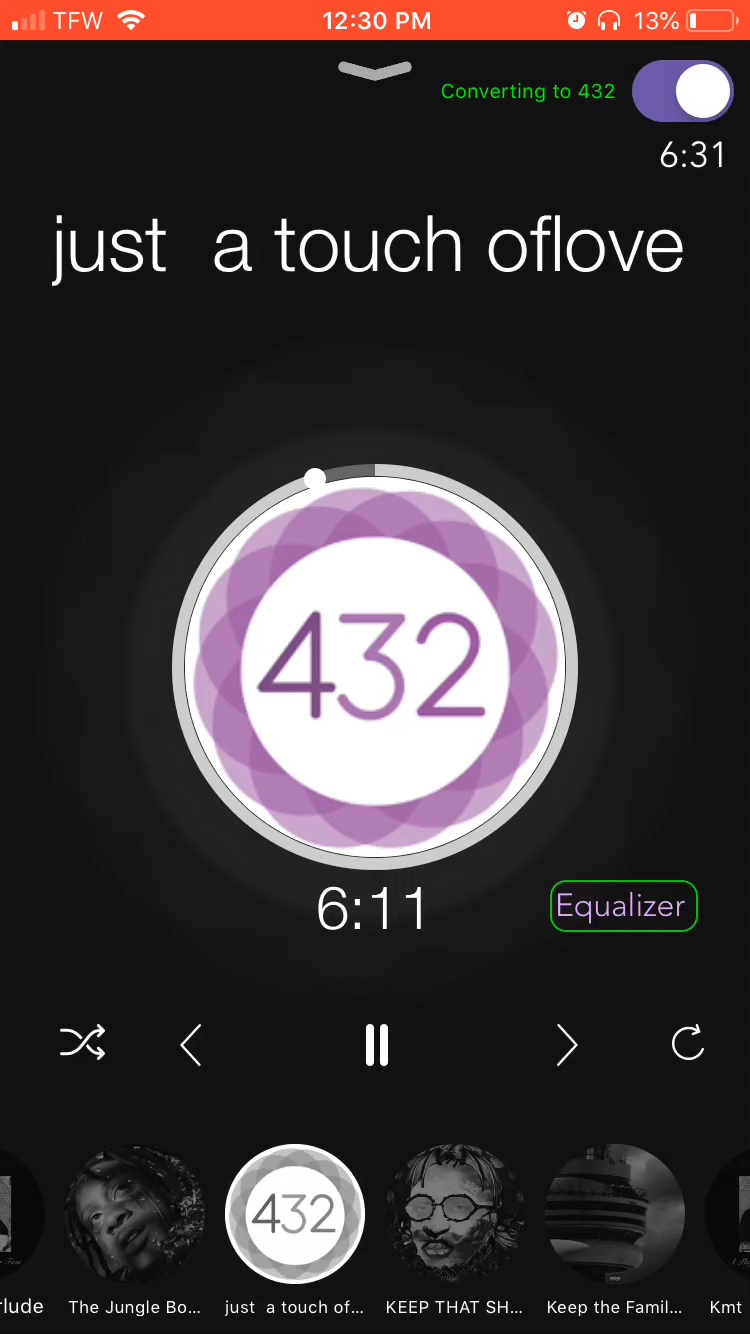 TFW 12:30 PM 13%
Converting to 432
6:31
just  a touch oflove
432
6:11
Equalizer
432
rlude The Jungle Bo... just  a touch of... KEEP THAT SH... Keep the Famil... Kmt